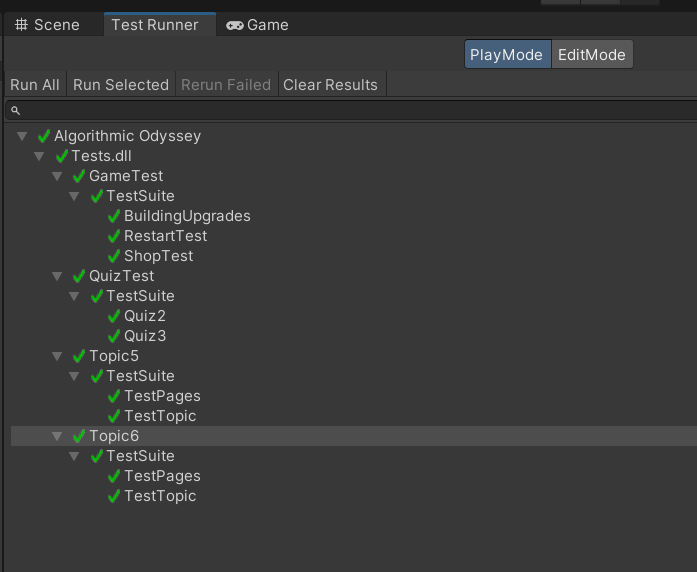 Scene Test Runner Game
PlayMode EditMode
Run All Run Selected Rerun Failed Clear Results
Algorithmic Odyssey
Tests.dll
GameTest
TestSuite
BuildingUpgrades
RestartTest
ShopTest
QuizTest
TestSuite
Quiz2
Quiz3
Topic5
TestSuite
TestPages
TestTopic
Topic6
TestSuite
TestPages
TestTopic